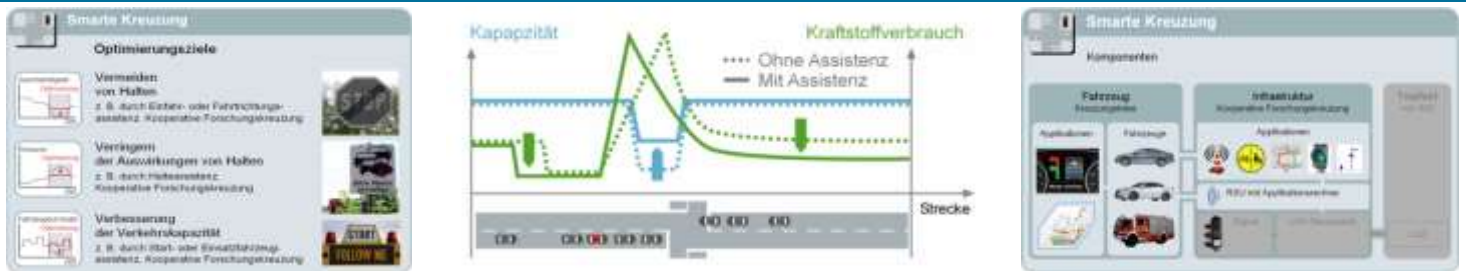 Smarte Kreuzung
Optimierungsziele
Vermeiden
von Halten
z. B. durch Einfahr- oder Fahrtrichtungs-
assistenz, Kooperative Forschungskreuzung
STOP
Verringern
der Auswirkungen von Halten
z. B. durch Halteassistenz,
Kooperative Forschungskreuzung
Verbesserung
der Verkehrskapazität
z. B. durch Start- oder Einsatzfahrzeug-
assistenz, Kooperative Forschungskreuzung
START
FOLLOW ME
Kapapzität
Kraftstoffverbrauch
Ohne Assistenz
Mit Assistenz
Strecke
Smarte Kreuzung
Komponenten
Fahrzeug
Applikationen
Fahrzeuge
Infrastruktur
Kooperative Forschungskreuzung
Applikationen
RSU mit Applikationsrechner